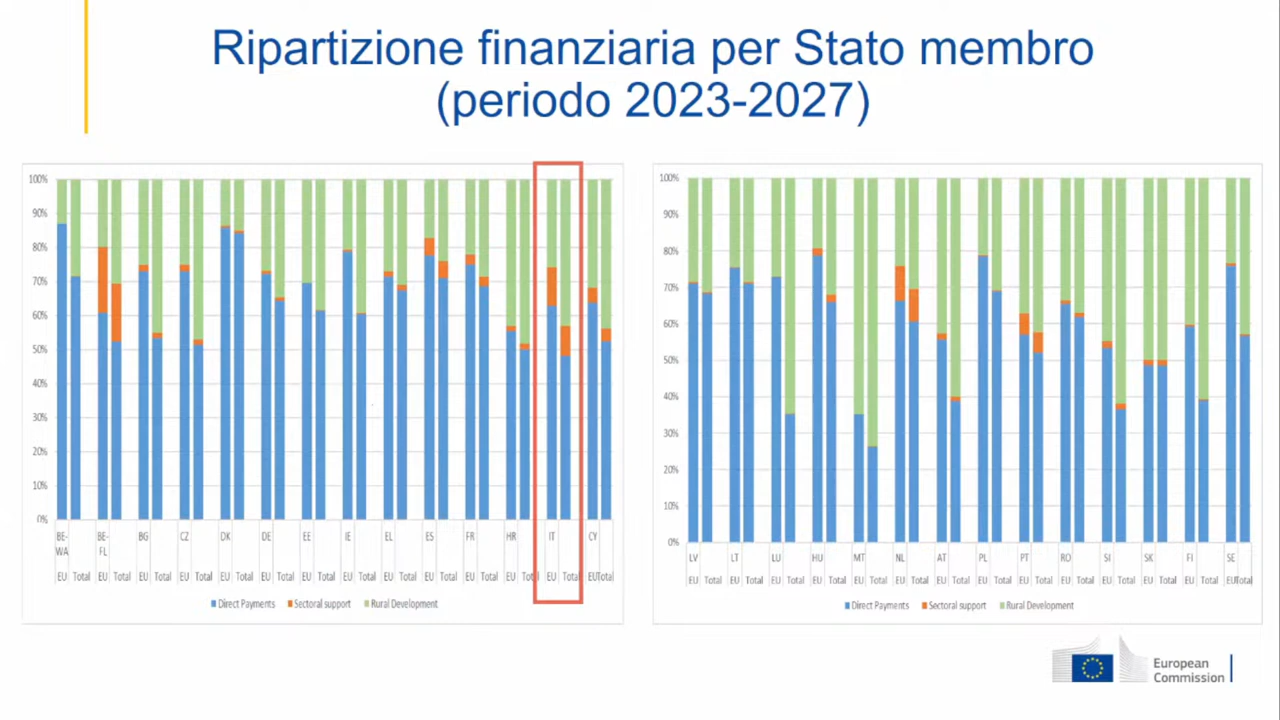 Ripartizione finanziaria per Stato membro
(periodo 2023-2027)
100%
90%
80%
70%
60%
50%
40%
30%
20%
10%
0%
BE-WA BE-FL BG CZ DK DE EE IE EL ES FR HR IT CY
EU Total EU Total EU Total EU Total EU Total EU Total EU Total EU Total EU Total EU Total EU Total EU Total EU Total EU Total
Direct Payments Sectoral support Rural Development
100%
90%
80%
70%
60%
50%
40%
30%
20%
10%
0%
LV LT LU HU MT NL AT PL PT RO SI SK FI SE
EU Total EU Total EU Total EU Total EU Total EU Total EU Total EU Total EU Total EU Total EU Total EU Total EU Total EU Total
Direct Payments Sectoral support Rural Development
European
Commission